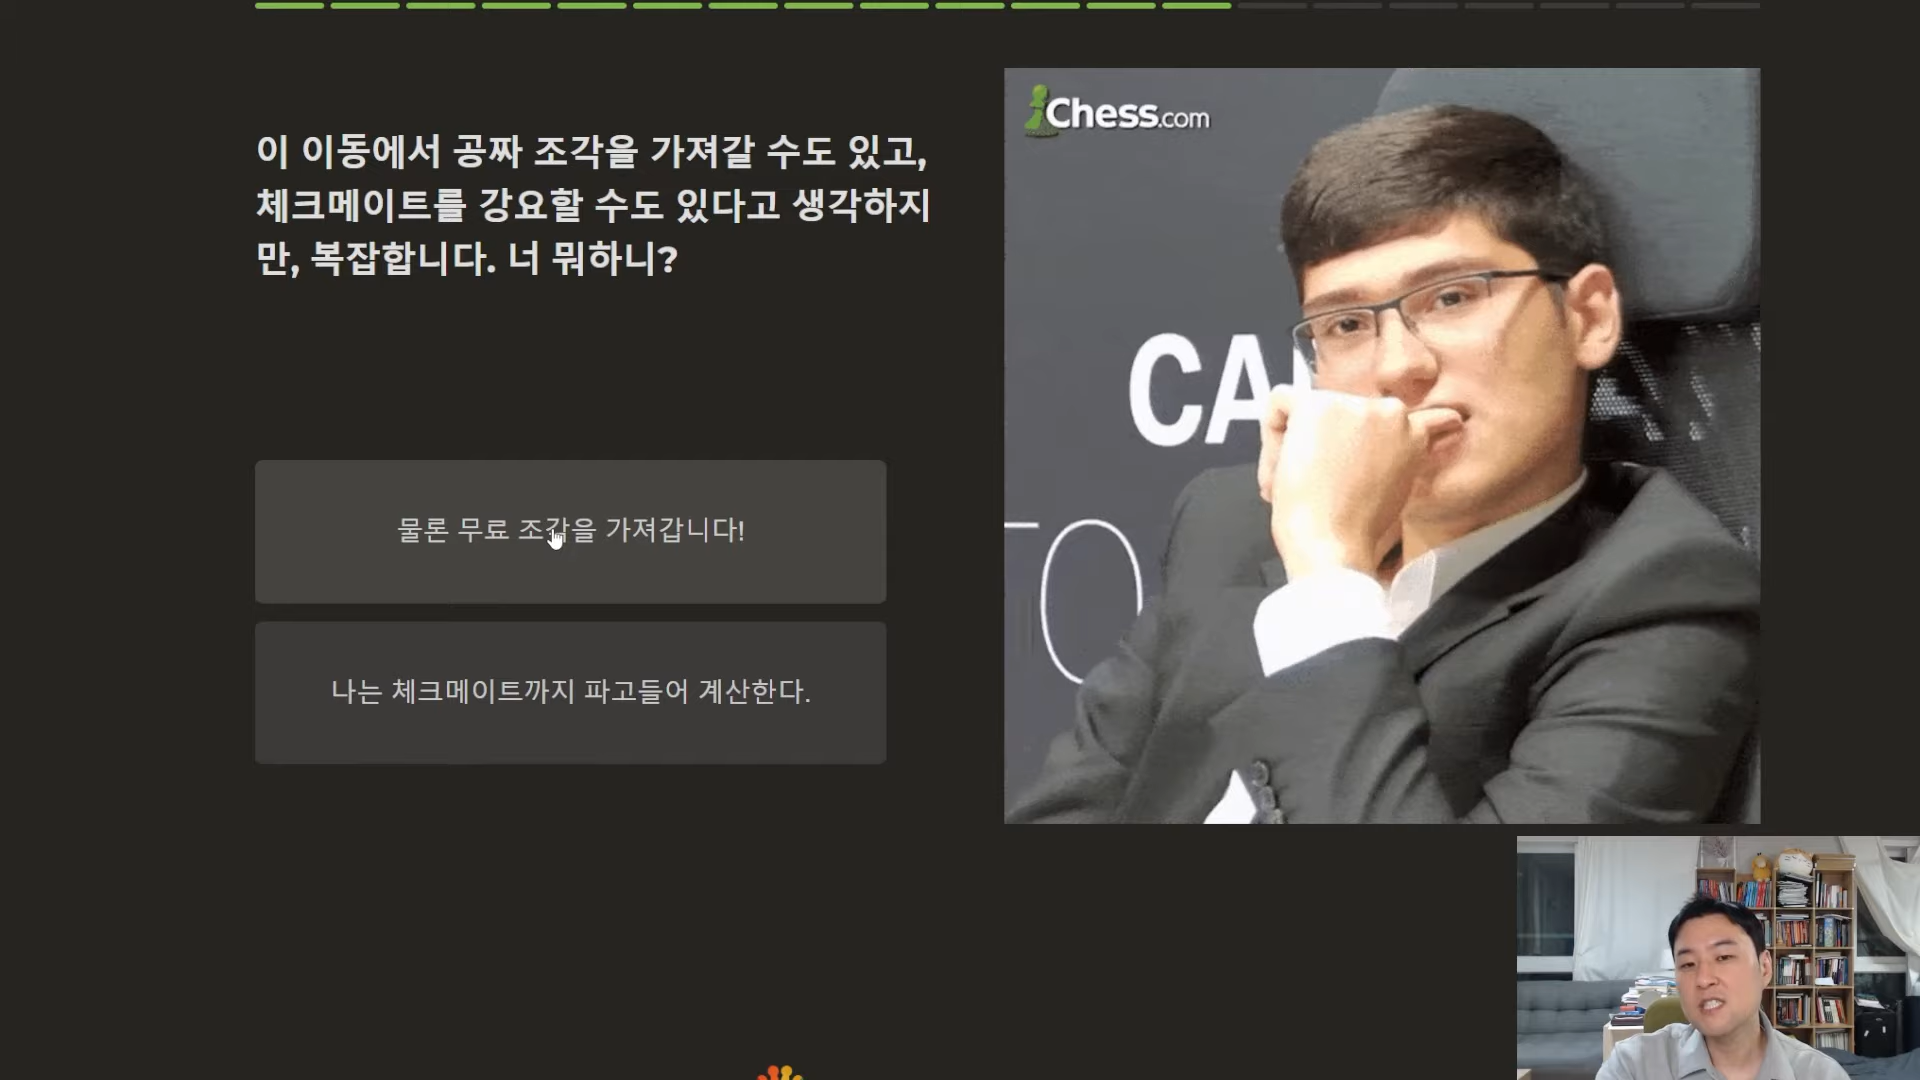 이 이동에서 공짜 조각을 가져갈 수도 있고,
체크메이트를 강요할 수도 있다고 생각하지
만, 복잡합니다. 너 뭐하니?
물론 무료 조각을 가져갑니다!
나는 체크메이트까지 파고들어 계산한다.
Chess.com
CA
TO